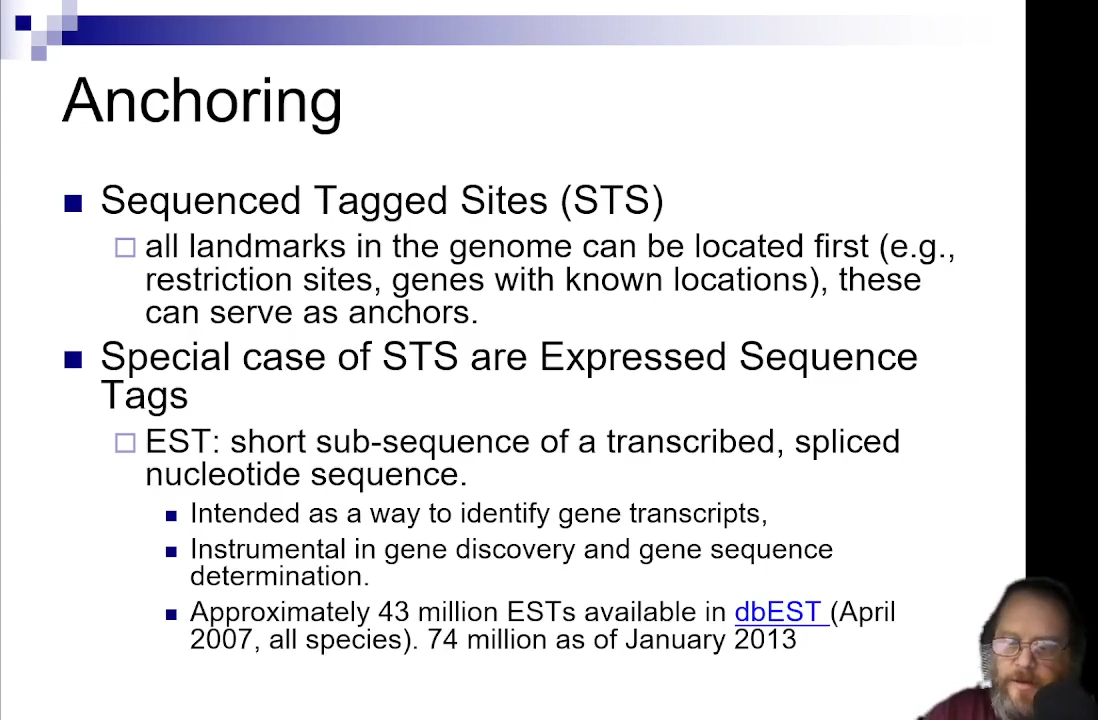 Anchoring
Sequenced Tagged Sites (STS)
all landmarks in the genome can be located first (e.g.,
restriction sites, genes with known locations), these
can serve as anchors.
Special case of STS are Expressed Sequence
Tags
EST: short sub-sequence of a transcribed, spliced
nucleotide sequence.
Intended as a way to identify gene transcripts,
Instrumental in gene discovery and gene sequence
determination.
Approximately 43 million ESTs available in dbEST (April
2007, all species). 74 million as of January 2013